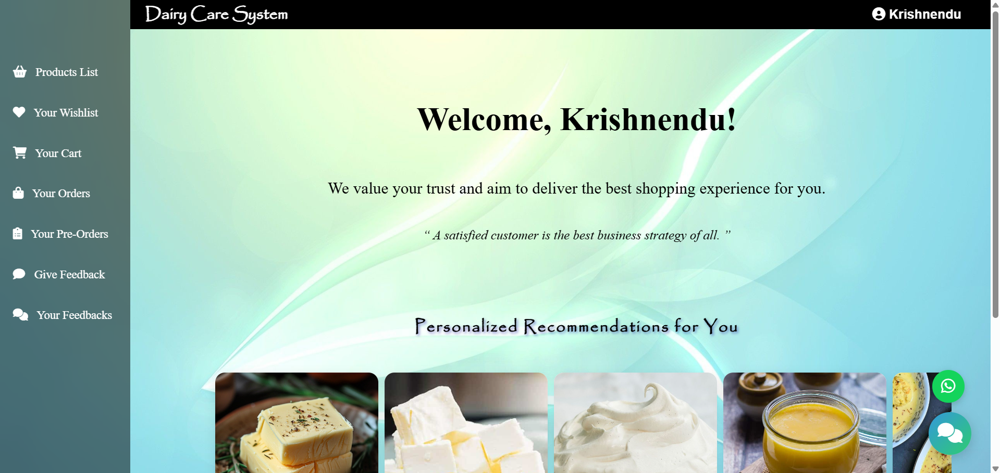 Dairy Care System
Krishnendu
Products List
Your Wishlist
Your Cart
Your Orders
Your Pre-Orders
Give Feedback
Your Feedbacks
Welcome, Krishnendu!
We value your trust and aim to deliver the best shopping experience for you.
“ A satisfied customer is the best business strategy of all. ”
Personalized Recommendations for You